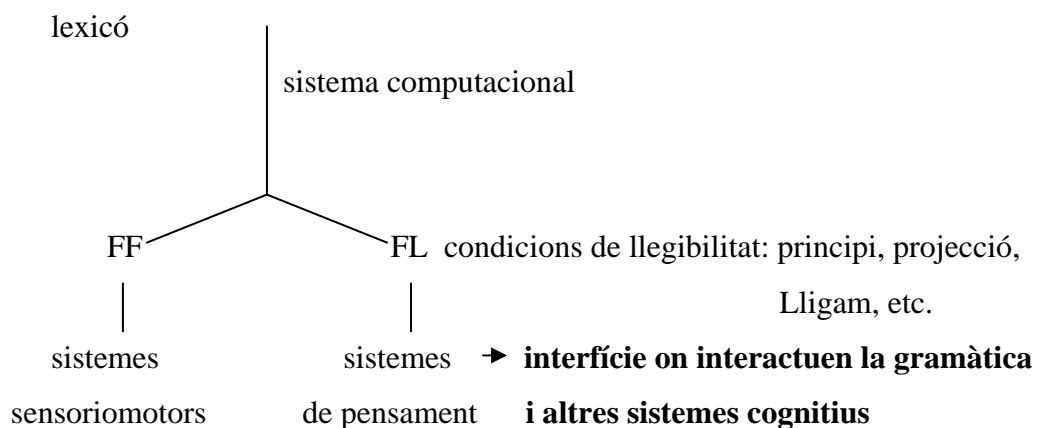 lexicó
sistema computacional
FF FL condicions de llegibilitat: principi, projecció,
Lligam, etc.
sistemes sistemes interfície on interactuen la gramàtica
sensoriomotors de pensament i altres sistemes cognitius